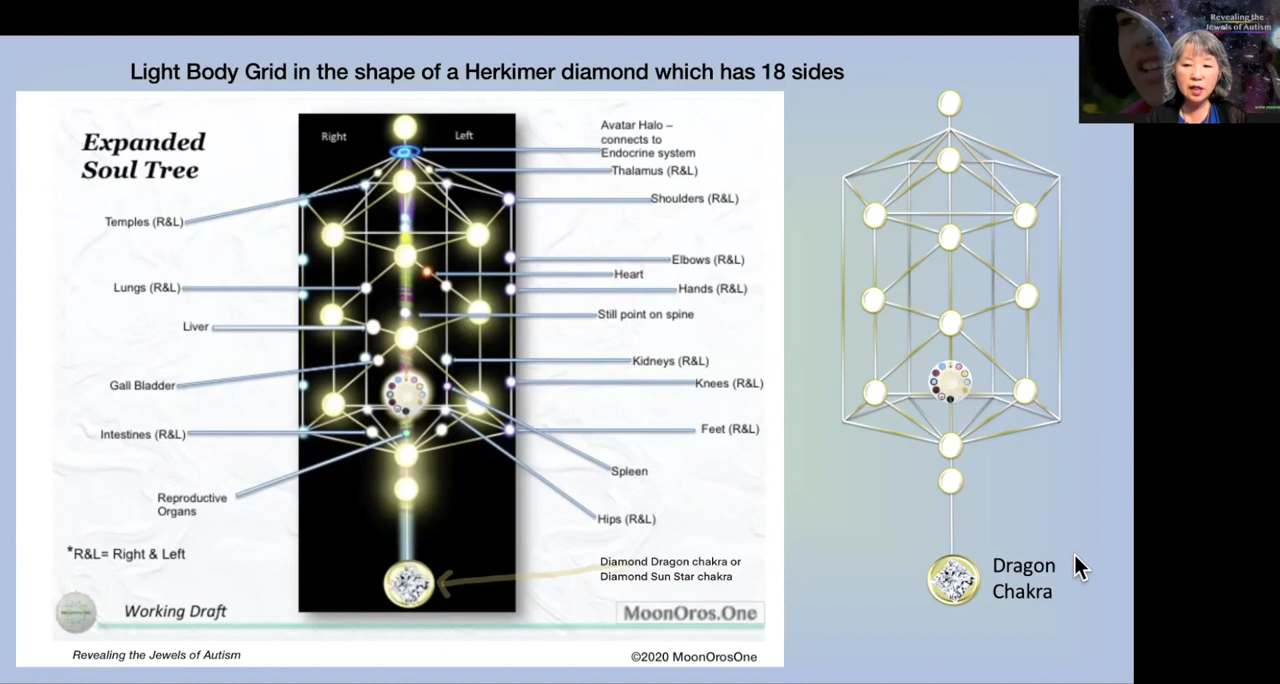 Light Body Grid in the shape of a Herkimer diamond which has 18 sides
Revealing the
Jewels of Autism
Expanded
Soul Tree
Right
Left
Avatar Halo –
connects to
Endocrine system
Thalamus (R&L)
Shoulders (R&L)
Temples (R&L)
Elbows (R&L)
Heart
Lungs (R&L)
Hands (R&L)
Still point on spine
Liver
Kidneys (R&L)
Gall Bladder
Knees (R&L)
Intestines (R&L)
Feet (R&L)
Spleen
Reproductive
Organs
Hips (R&L)
*R&L= Right & Left
Diamond Dragon chakra or
Diamond Sun Star chakra
Dragon
Chakra
Working Draft
MoonOros.One
Revealing the Jewels of Autism
©2020 MoonOrosOne